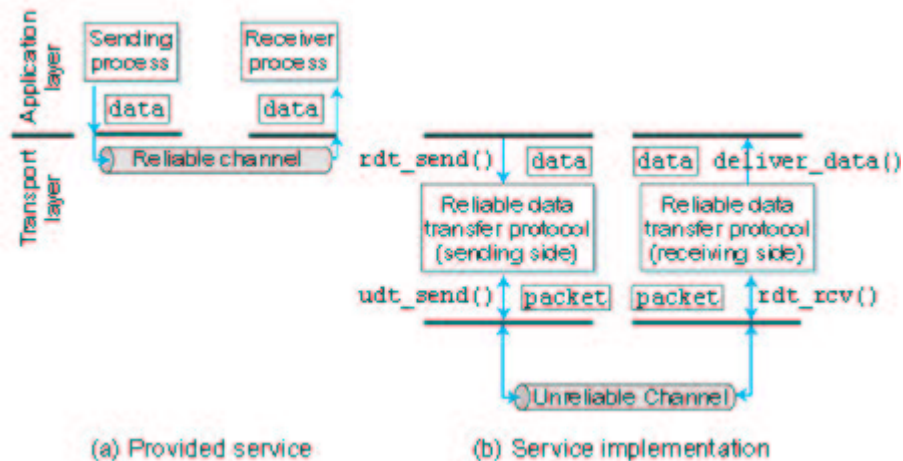 Application layer
Transport layer
Sending process
Receiver process
data
data
Reliable channel
rdt_send()
data
data
deliver_data()
Reliable data transfer protocol (sending side)
Reliable data transfer protocol (receiving side)
udt_send()
packet
packet
rdt_rcv()
Unreliable Channel
(a) Provided service
(b) Service implementation